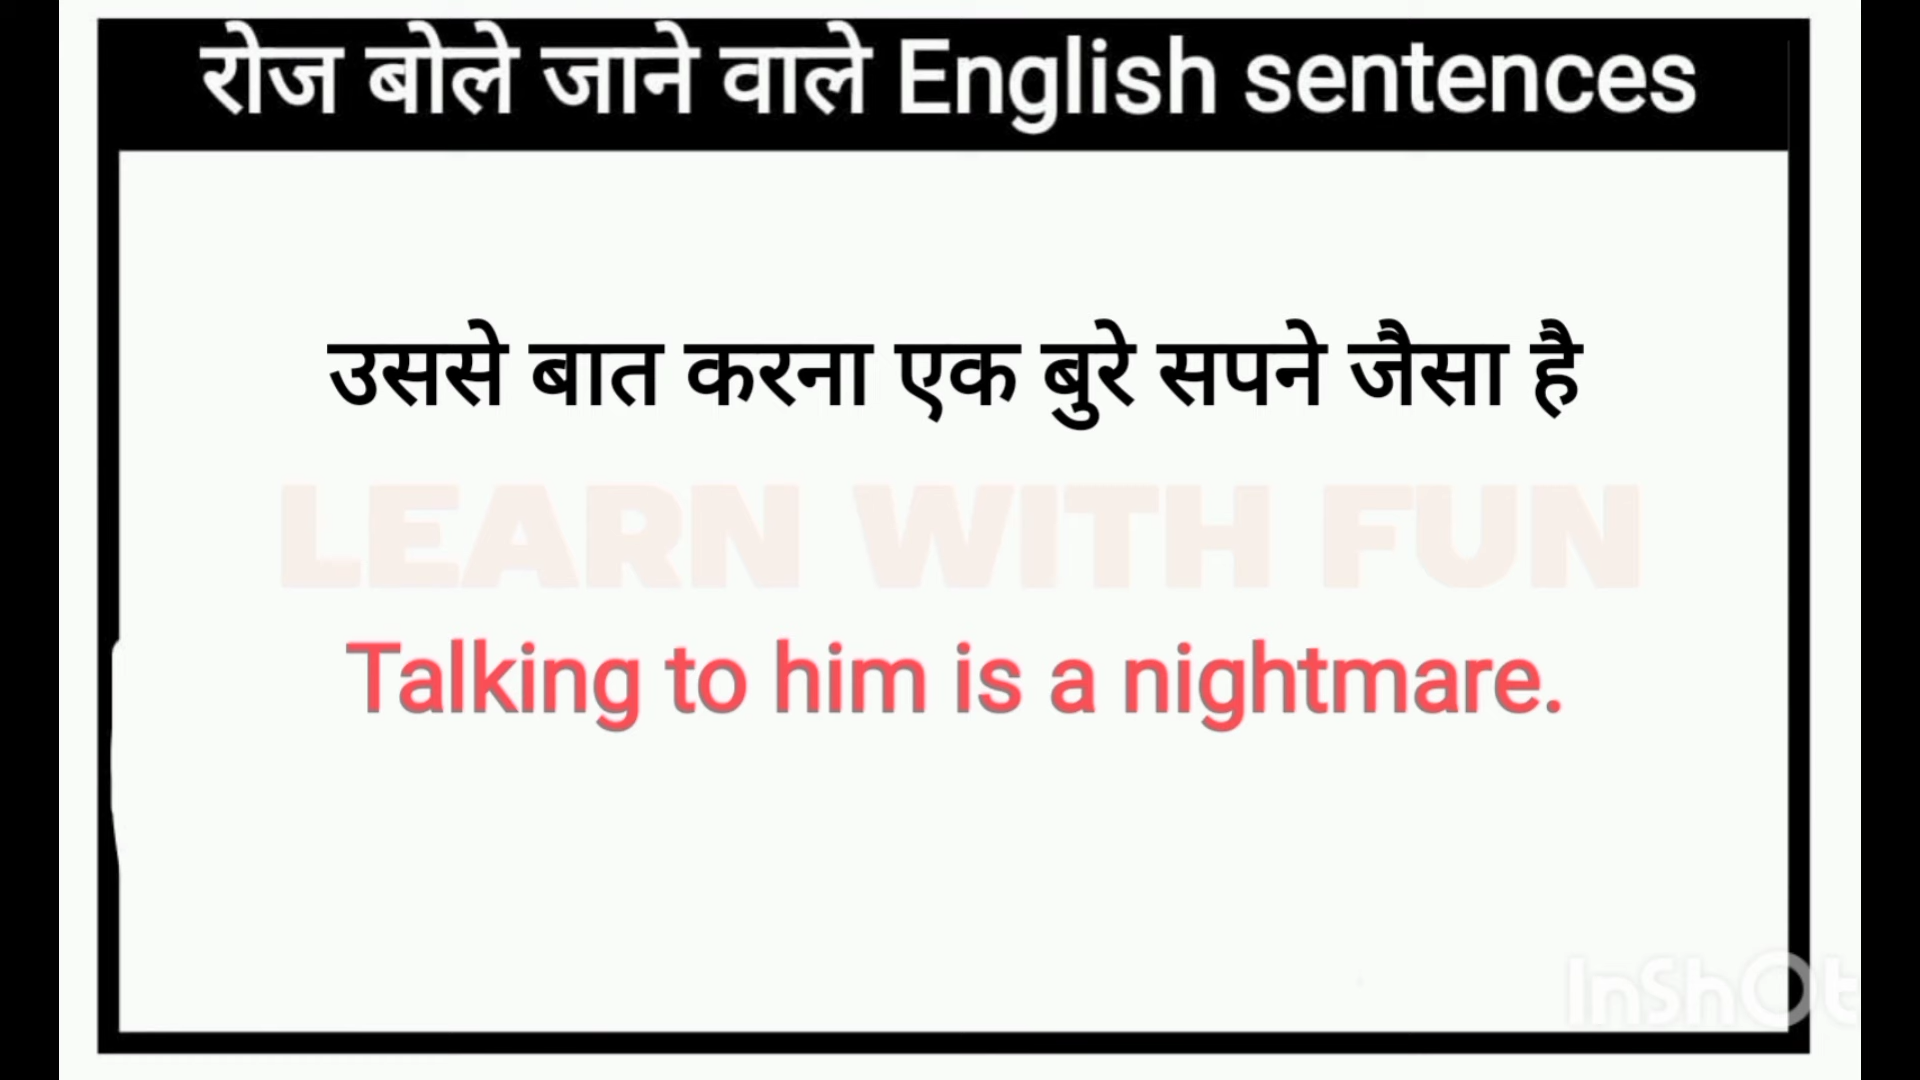 रोज बोले जाने वाले English sentences
उससे बात करना एक बुरे सपने जैसा है
LEARN WITH FUN
Talking to him is a nightmare.
InShOt